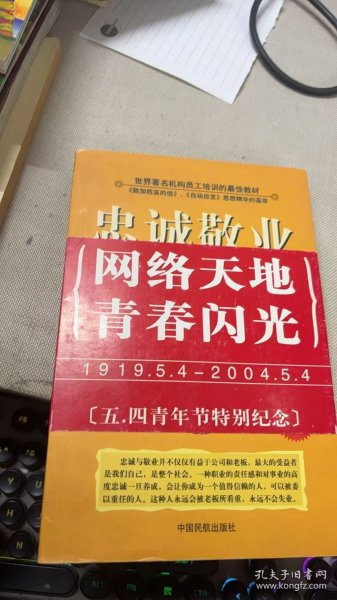 世界著名机构员工培训的最佳教材
《致加西亚的信》、《自动自发》思想精华的荟萃
忠诚敬业
网络天地
青春闪光
1919.5.4-2004.5.4
〔五.四青年节特别纪念〕
忠诚与敬业并不仅仅有益于公司和老板，最大的受益者
是我们自己，是整个社会。一种职业的责任感和对事业的高
度忠诚一旦养成，会让你成为一个值得信赖的人，可以被委
以重任的人。这种人永远会被老板所看重，永远不会失业。
中国民航出版社
孔夫子旧书网